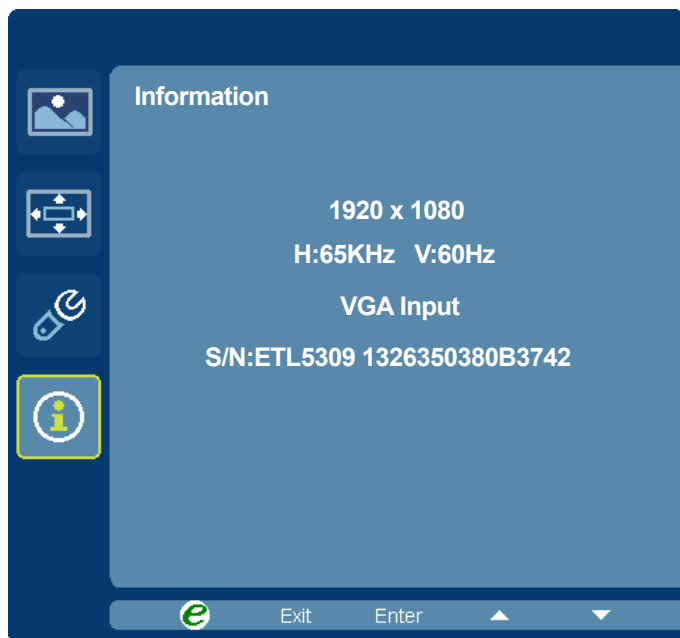 Information
1920 x 1080
H:65KHz V:60Hz
VGA Input
S/N:ETL5309 1326350380B3742
e Exit Enter